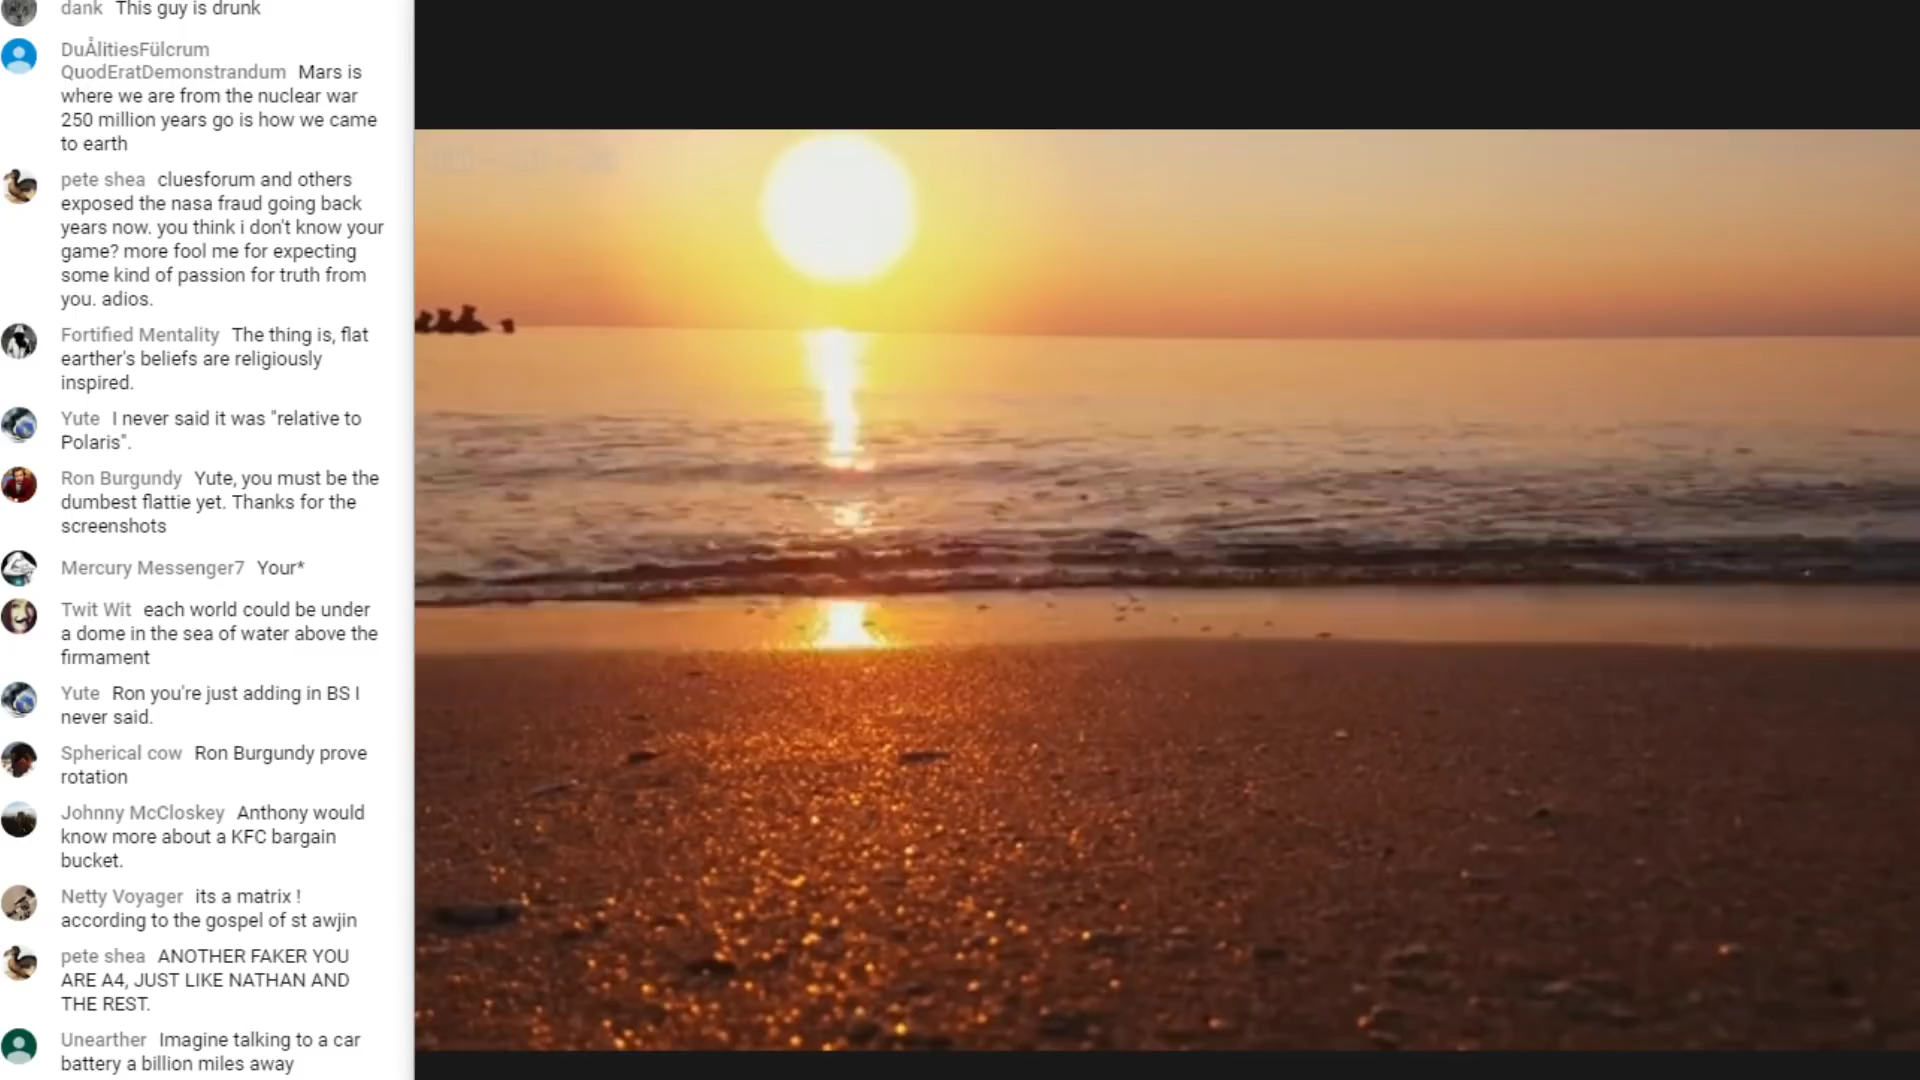 dank This guy is drunk
DuÅlitiesFülcrum
QuodEratDemonstrandum Mars is
where we are from the nuclear war
250 million years go is how we came
to earth
pete shea cluesforum and others
exposed the nasa fraud going back
years now. you think i don't know your
game? more fool me for expecting
some kind of passion for truth from
you. adios.
Fortified Mentality The thing is, flat
earther's beliefs are religiously
inspired.
Yute I never said it was "relative to
Polaris".
Ron Burgundy Yute, you must be the
dumbest flattie yet. Thanks for the
screenshots
Mercury Messenger7 Your*
Twit Wit each world could be under
a dome in the sea of water above the
firmament
Yute Ron you're just adding in BS I
never said.
Spherical cow Ron Burgundy prove
rotation
Johnny McCloskey Anthony would
know more about a KFC bargain
bucket.
Netty Voyager its a matrix !
according to the gospel of st awjin
pete shea ANOTHER FAKER YOU
ARE A4, JUST LIKE NATHAN AND
THE REST.
Unearther Imagine talking to a car
battery a billion miles away